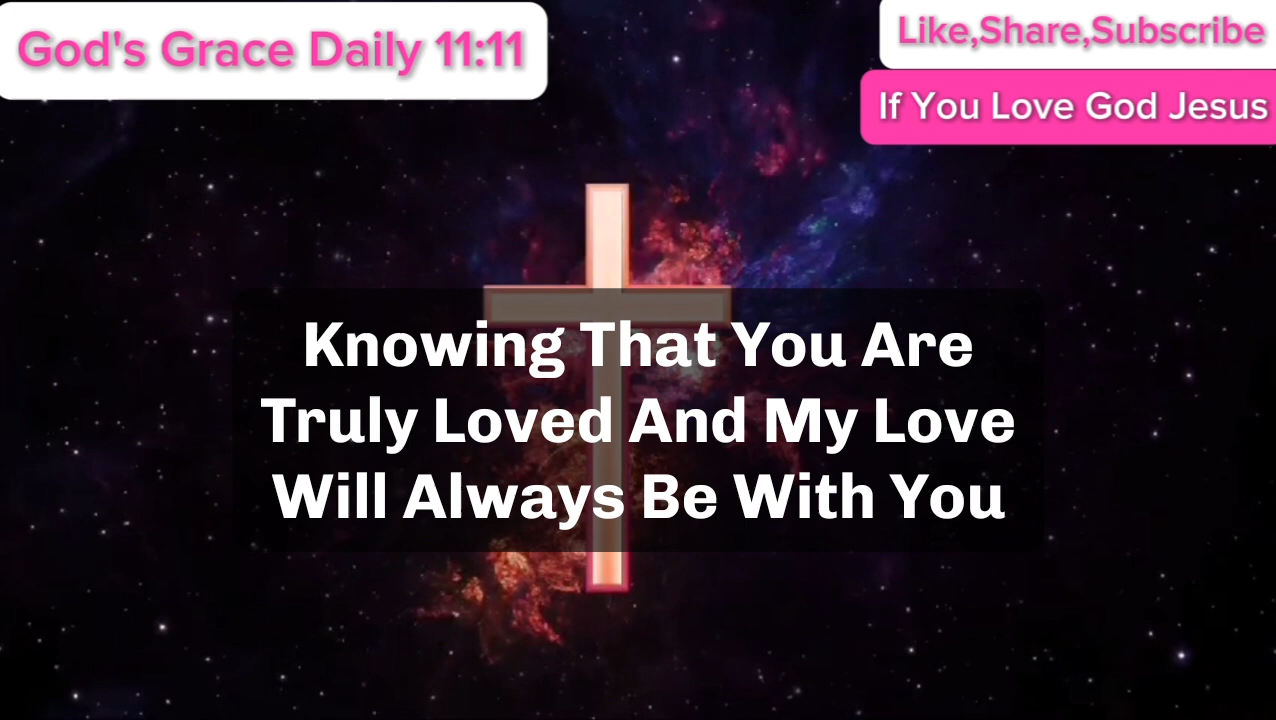 God's Grace Daily 11:11
Like,Share,Subscribe
If You Love God Jesus
Knowing That You Are
Truly Loved And My Love
Will Always Be With You